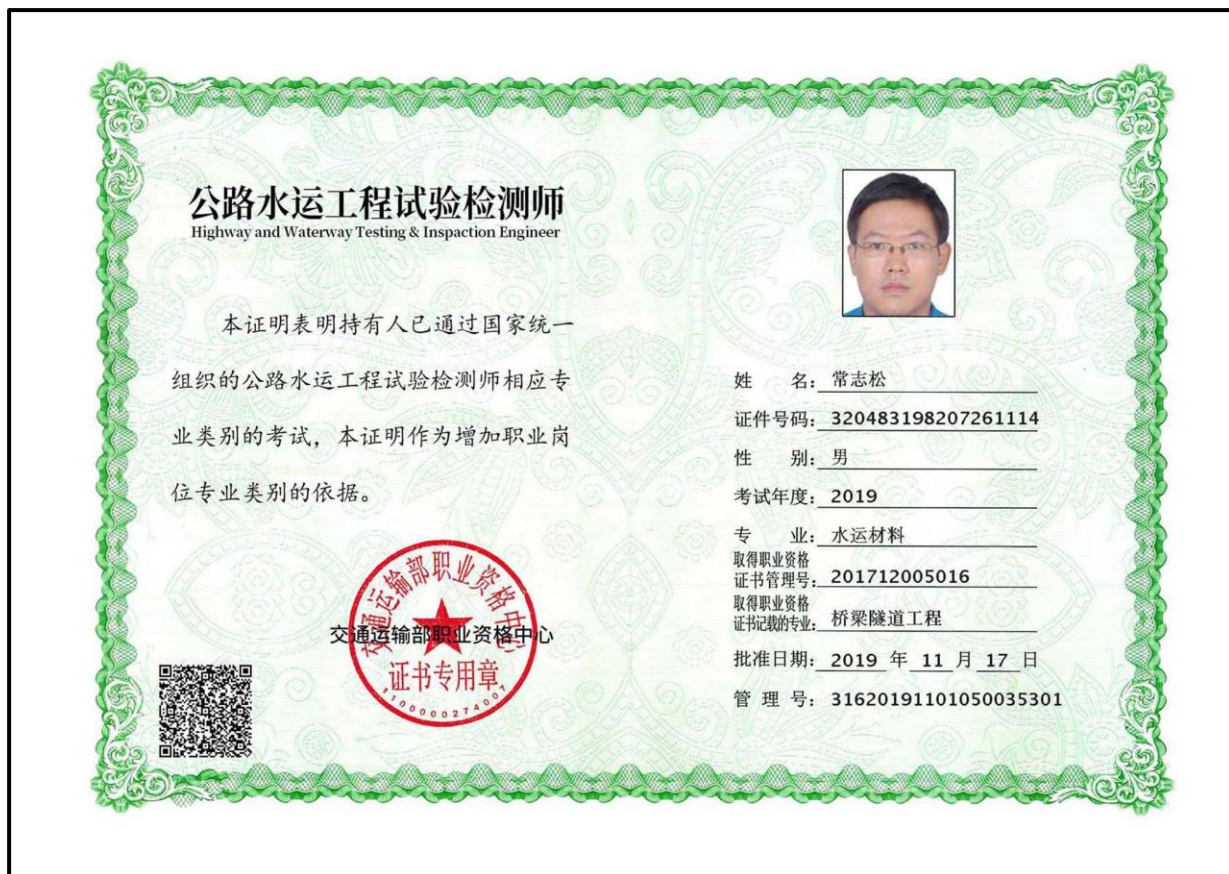 公路水运工程试验检测师
Highway and Waterway Testing & Inspaction Engineer
本证明表明持有人已通过国家统一
组织的公路水运工程试验检测师相应专
业类别的考试，本证明作为增加职业岗
位专业类别的依据。
交通运输部职业资格中心
交通运输部职业资格中心
证书专用章
1100000274007
姓 名：常志松
证件号码：320483198207261114
性 别：男
考试年度：2019
专 业：水运材料
取得职业资格
证书管理号：201712005016
取得职业资格
证书记载的专业：桥梁隧道工程
批准日期：2019 年 11 月 17 日
管 理 号：31620191101050035301